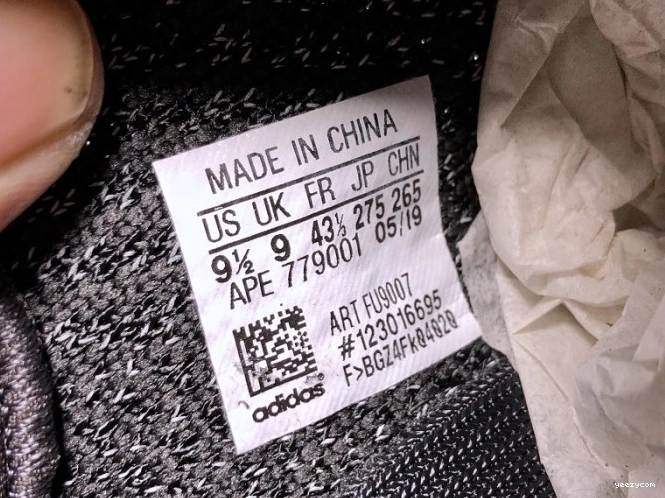 MADE IN CHINA
US UK FR JP CHN
9½ 9 43⅓ 275 265
APE 779001 05/19
ART FU9007
#123016695
F>BGZ4Fk0402Q
adidas
yeezycom